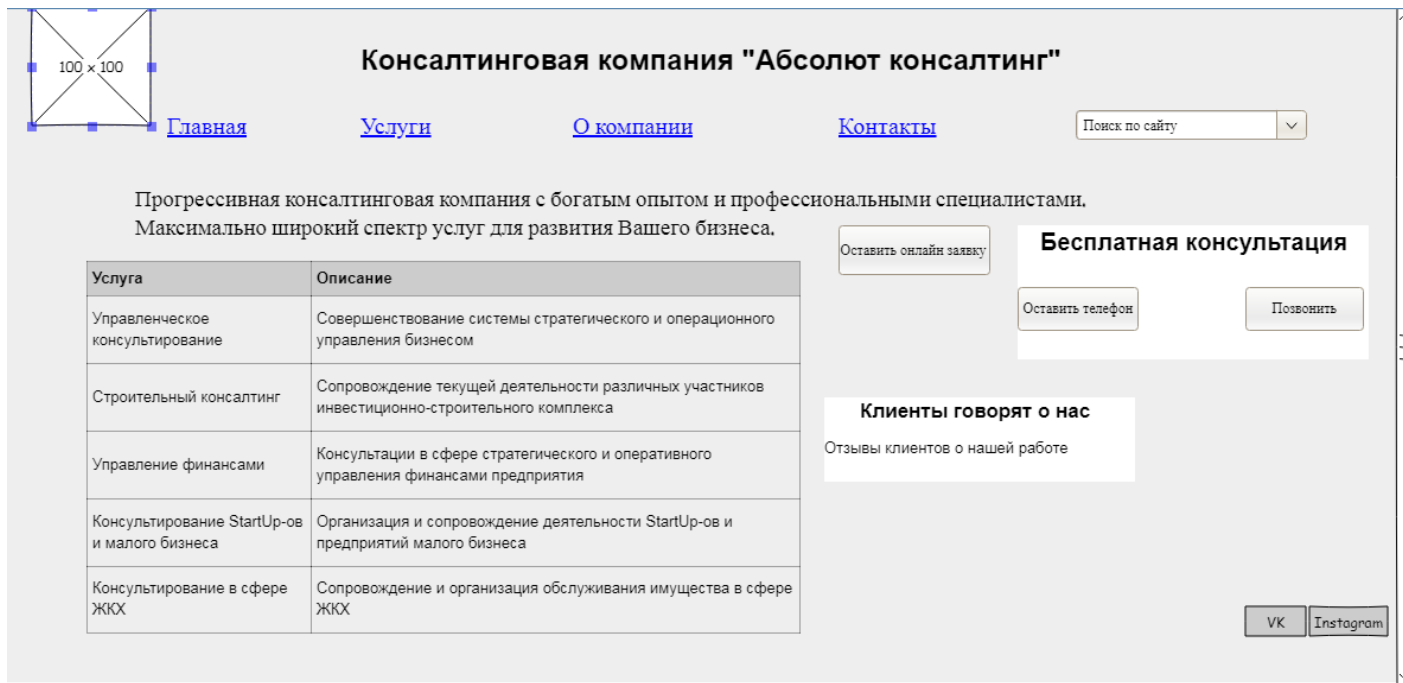 100 × 100
Консалтинговая компания "Абсолют консалтинг"
Главная
Услуги
О компании
Контакты
Поиск по сайту
Прогрессивная консалтинговая компания с богатым опытом и профессиональными специалистами.
Максимально широкий спектр услуг для развития Вашего бизнеса.
Оставить онлайн заявку
Бесплатная консультация
Оставить телефон
Позвонить
Услуга
Описание
Управленческое
консультирование
Совершенствование системы стратегического и операционного
управления бизнесом
Строительный консалтинг
Сопровождение текущей деятельности различных участников
инвестиционно-строительного комплекса
Управление финансами
Консультации в сфере стратегического и оперативного
управления финансами предприятия
Консультирование StartUp-ов
и малого бизнеса
Организация и сопровождение деятельности StartUp-ов и
предприятий малого бизнеса
Консультирование в сфере
ЖКХ
Сопровождение и организация обслуживания имущества в сфере
ЖКХ
Клиенты говорят о нас
Отзывы клиентов о нашей работе
VK
Instagram